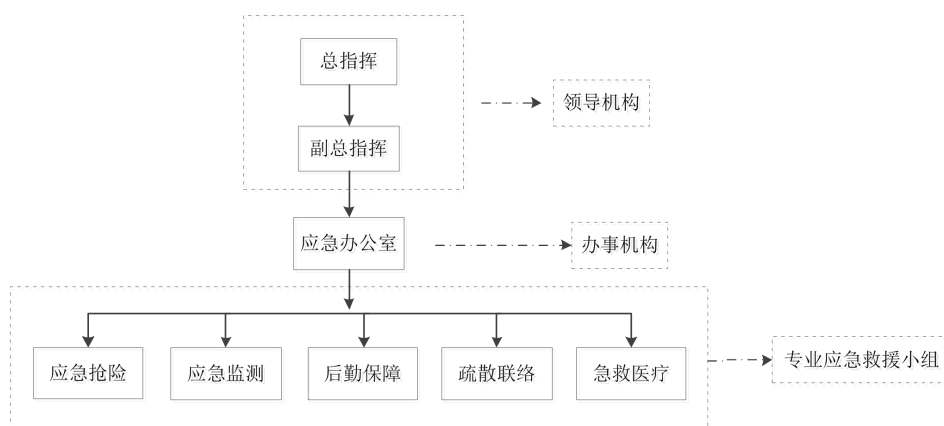 总指挥
领导机构
副总指挥
应急办公室
办事机构
应急抢险
应急监测
后勤保障
疏散联络
急救医疗
专业应急救援小组